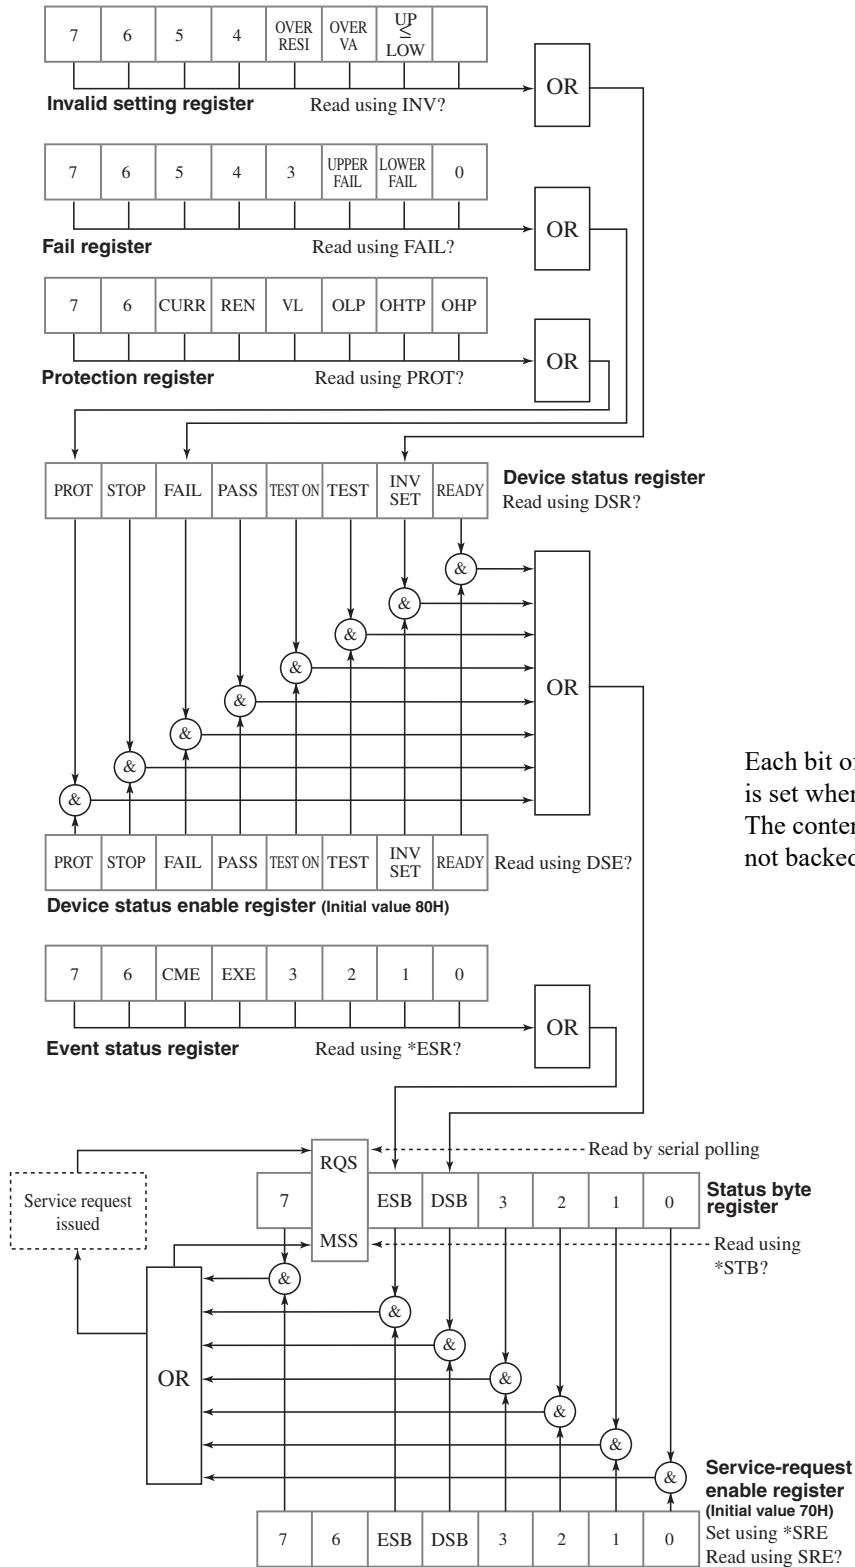 7 6 5 4 OVER RESI OVER VA UP ≤ LOW
OR
Invalid setting register Read using INV?
7 6 5 4 3 UPPER FAIL LOWER FAIL 0
OR
Fail register Read using FAIL?
7 6 CURR REN VL OLP OHTP OHP
OR
Protection register Read using PROT?
PROT STOP FAIL PASS TEST ON TEST INV SET READY
Device status register
Read using DSR?
&
&
&
&
&
&
&
&
OR
Each bit of
is set when
The conten
not backed
PROT STOP FAIL PASS TEST ON TEST INV SET READY Read using DSE?
Device status enable register (Initial value 80H)
7 6 CME EXE 3 2 1 0
OR
Event status register Read using *ESR?
Read by serial polling
RQS
7 ESB DSB 3 2 1 0
Status byte
register
Service request
issued
MSS
Read using
*STB?
&
&
&
&
&
&
&
OR
Service-request
enable register
(Initial value 70H)
7 6 ESB DSB 3 2 1 0
Set using *SRE
Read using SRE?